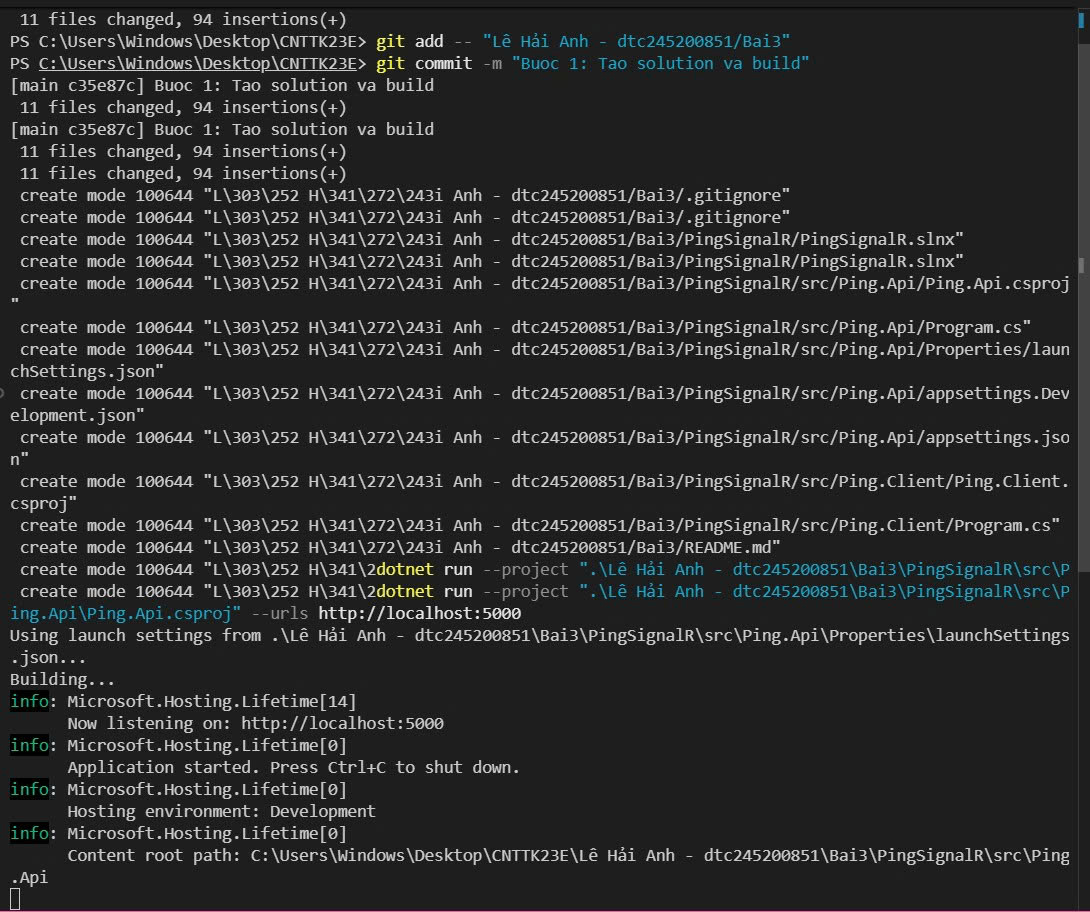 11 files changed, 94 insertions(+)
PS C:\Users\Windows\Desktop\CNTTK23E> git add -- "Lê Hải Anh - dtc245200851/Bai3"
PS C:\Users\Windows\Desktop\CNTTK23E> git commit -m "Buoc 1: Tao solution va build"
[main c35e87c] Buoc 1: Tao solution va build
 11 files changed, 94 insertions(+)
[main c35e87c] Buoc 1: Tao solution va build
 11 files changed, 94 insertions(+)
 11 files changed, 94 insertions(+)
 create mode 100644 "L\303\252 H\341\272\243i Anh - dtc245200851/Bai3/.gitignore"
 create mode 100644 "L\303\252 H\341\272\243i Anh - dtc245200851/Bai3/.gitignore"
 create mode 100644 "L\303\252 H\341\272\243i Anh - dtc245200851/Bai3/PingSignalR/PingSignalR.slnx"
 create mode 100644 "L\303\252 H\341\272\243i Anh - dtc245200851/Bai3/PingSignalR/PingSignalR.slnx"
 create mode 100644 "L\303\252 H\341\272\243i Anh - dtc245200851/Bai3/PingSignalR/src/Ping.Api/Ping.Api.csproj
"
 create mode 100644 "L\303\252 H\341\272\243i Anh - dtc245200851/Bai3/PingSignalR/src/Ping.Api/Program.cs"
 create mode 100644 "L\303\252 H\341\272\243i Anh - dtc245200851/Bai3/PingSignalR/src/Ping.Api/Properties/laun
chSettings.json"
 create mode 100644 "L\303\252 H\341\272\243i Anh - dtc245200851/Bai3/PingSignalR/src/Ping.Api/appsettings.Dev
elopment.json"
 create mode 100644 "L\303\252 H\341\272\243i Anh - dtc245200851/Bai3/PingSignalR/src/Ping.Api/appsettings.jso
n"
 create mode 100644 "L\303\252 H\341\272\243i Anh - dtc245200851/Bai3/PingSignalR/src/Ping.Client/Ping.Client.
csproj"
 create mode 100644 "L\303\252 H\341\272\243i Anh - dtc245200851/Bai3/PingSignalR/src/Ping.Client/Program.cs"
 create mode 100644 "L\303\252 H\341\272\243i Anh - dtc245200851/Bai3/README.md"
 create mode 100644 "L\303\252 H\341\2dotnet run --project ".\Lê Hải Anh - dtc245200851\Bai3\PingSignalR\src\P
 create mode 100644 "L\303\252 H\341\2dotnet run --project ".\Lê Hải Anh - dtc245200851\Bai3\PingSignalR\src\P
ing.Api\Ping.Api.csproj" --urls http://localhost:5000
Using launch settings from .\Lê Hải Anh - dtc245200851\Bai3\PingSignalR\src\Ping.Api\Properties\launchSettings
.json...
Building...
info: Microsoft.Hosting.Lifetime[14]
      Now listening on: http://localhost:5000
info: Microsoft.Hosting.Lifetime[0]
      Application started. Press Ctrl+C to shut down.
info: Microsoft.Hosting.Lifetime[0]
      Hosting environment: Development
info: Microsoft.Hosting.Lifetime[0]
      Content root path: C:\Users\Windows\Desktop\CNTTK23E\Lê Hải Anh - dtc245200851\Bai3\PingSignalR\src\Ping
.Api